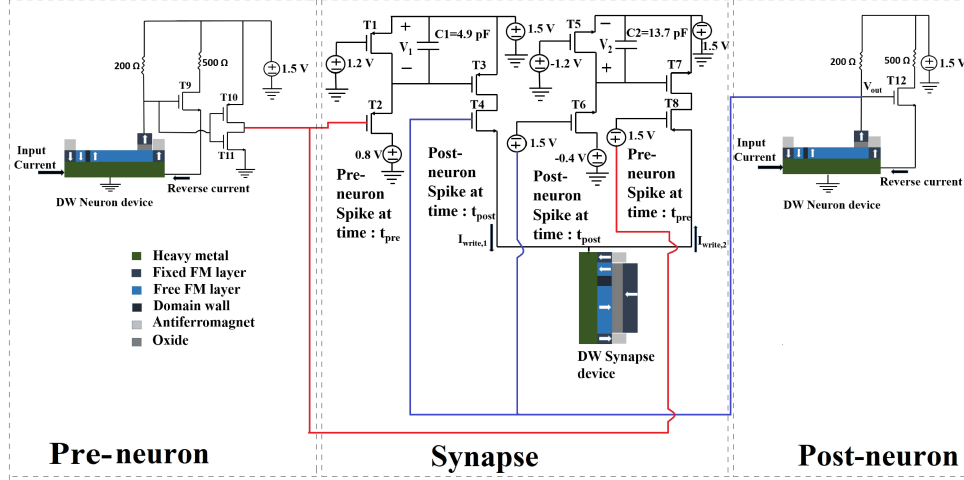 200 Ω
500 Ω
1.5 V
T9
T10
T11
Input
Current
Reverse current
DW Neuron device
Heavy metal
Fixed FM layer
Free FM layer
Domain wall
Antiferromagnet
Oxide
Pre-neuron
T1
+
V1
−
C1=4.9 pF
1.5 V
1.2 V
T2
T3
T4
0.8 V
Pre-
neuron
Spike at
time : tpre
Post-
neuron
Spike at
time : tpost
Iwrite,1
T5
−
V2
+
C2=13.7 pF
1.5 V
-1.2 V
T6
T7
T8
1.5 V
-0.4 V
1.5 V
Post-
neuron
Spike at
time : tpost
Pre-
neuron
Spike at
time : tpre
Iwrite,2
DW Synapse
device
Synapse
200 Ω
500 Ω
1.5 V
Vout
T12
Input
Current
Reverse current
DW Neuron device
Post-neuron